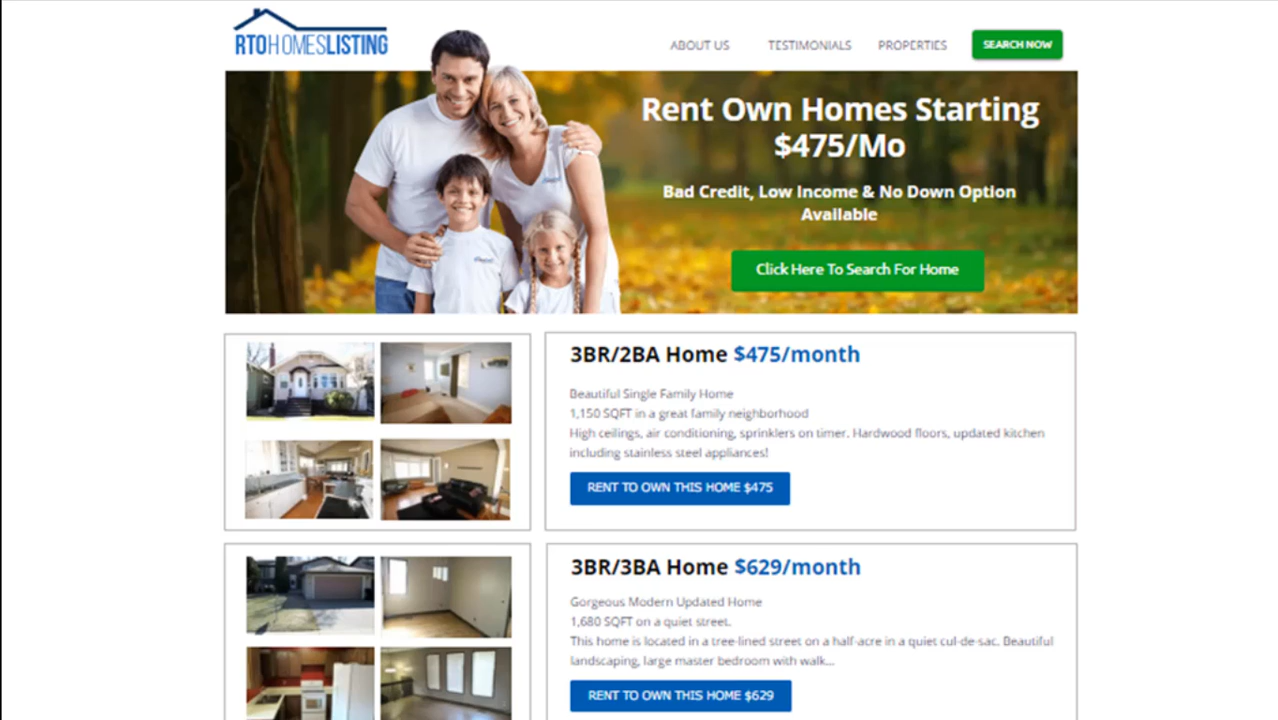 RTOHOMESLISTING
ABOUT US
TESTIMONIALS
PROPERTIES
SEARCH NOW
Rent Own Homes Starting
$475/Mo
Bad Credit, Low Income & No Down Option
Available
Click Here To Search For Home
3BR/2BA Home $475/month
Beautiful Single Family Home
1,150 SQFT in a great family neighborhood
High ceilings, air conditioning, sprinklers on timer. Hardwood floors, updated kitchen
including stainless steel appliances!
RENT TO OWN THIS HOME $475
3BR/3BA Home $629/month
Gorgeous Modern Updated Home
1,680 SQFT on a quiet street.
This home is located in a tree-lined street on a half-acre in a quiet cul-de-sac. Beautiful
landscaping, large master bedroom with walk...
RENT TO OWN THIS HOME $629